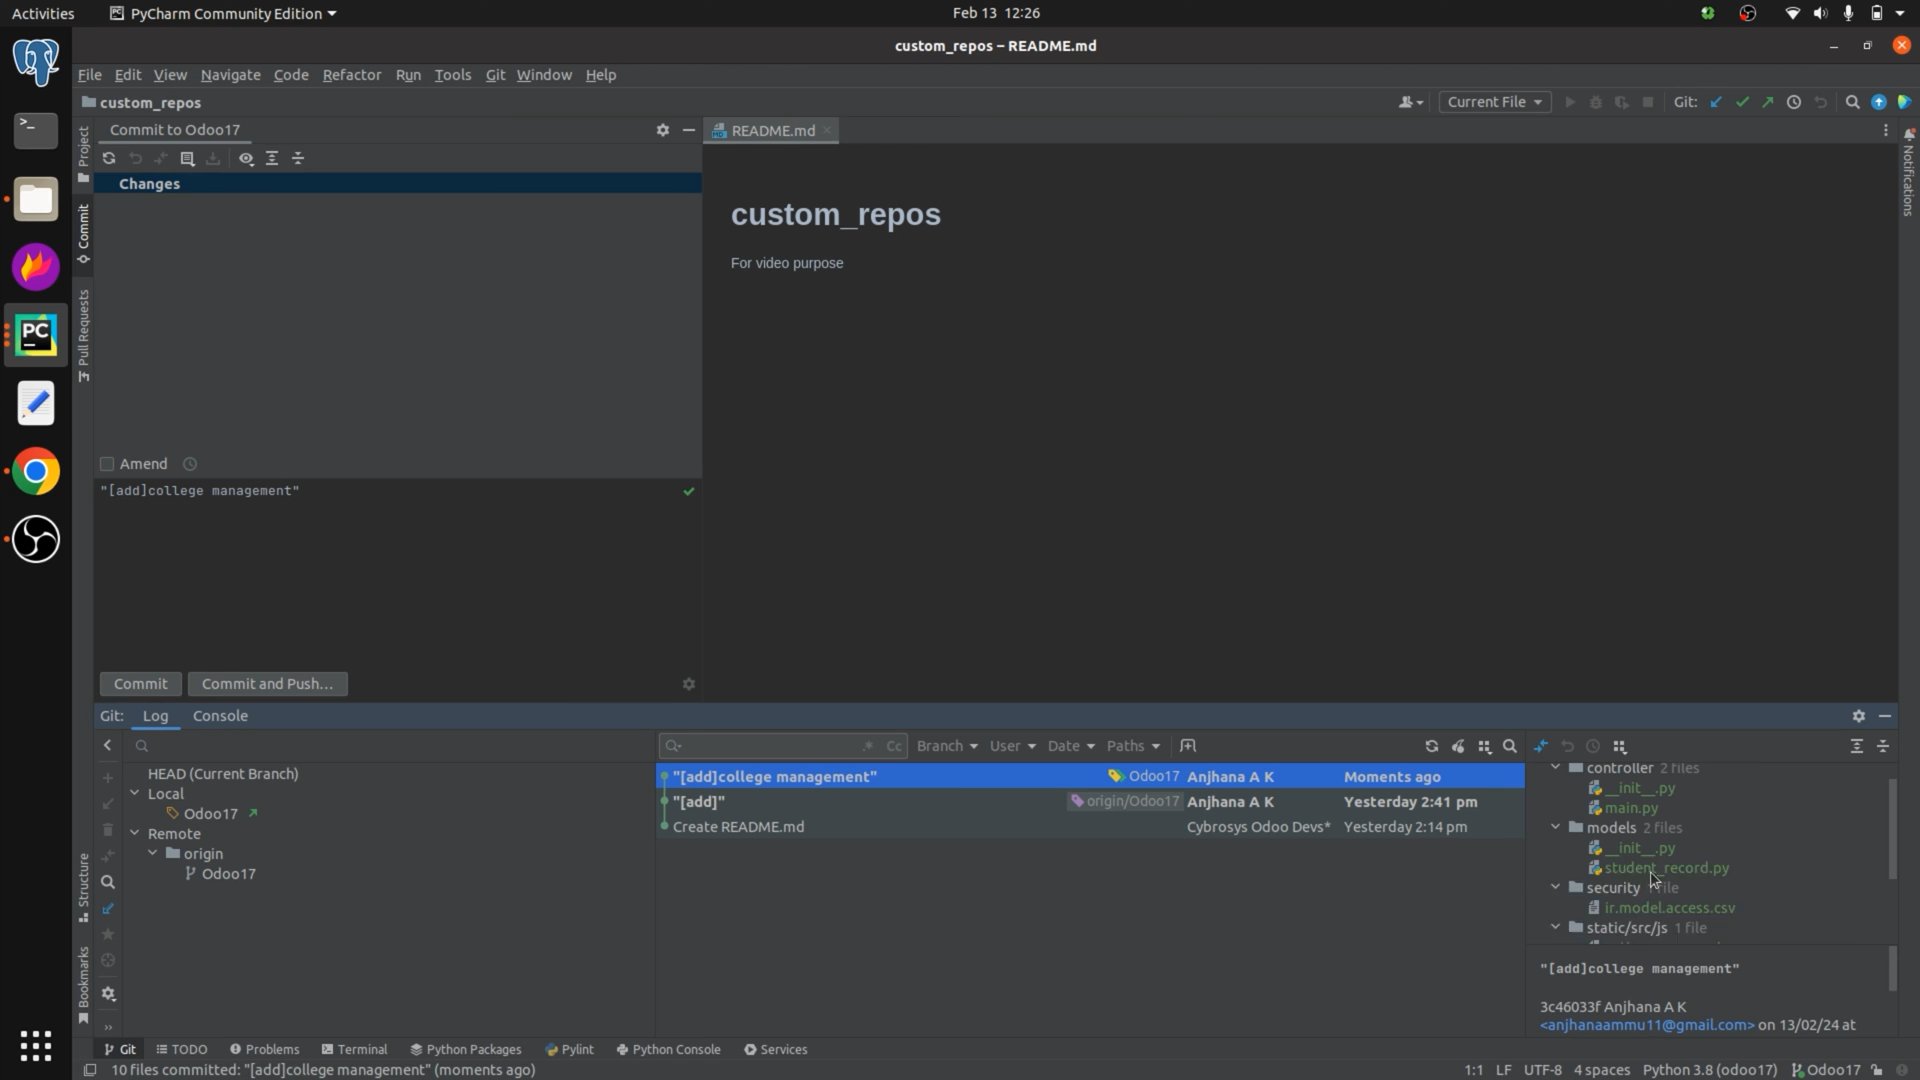 Activities
PyCharm Community Edition
Feb 13 12:26
custom_repos – README.md
File Edit View Navigate Code Refactor Run Tools Git Window Help
custom_repos
Current File
Git:
Project
Commit
Pull Requests
Structure
Bookmarks
Notifications
Commit to Odoo17
README.md
Changes
custom_repos
For video purpose
Amend
"[add]college management"
Commit
Commit and Push...
Git: Log Console
Cc Branch User Date Paths
HEAD (Current Branch)
Local
Odoo17
Remote
origin
Odoo17
"[add]college management" Odoo17 Anjhana A K Moments ago
"[add]" origin/Odoo17 Anjhana A K Yesterday 2:41 pm
Create README.md Cybrosys Odoo Devs* Yesterday 2:14 pm
controller 2 files
__init__.py
main.py
models 2 files
__init__.py
student_record.py
security file
ir.model.access.csv
static/src/js 1 file
"[add]college management"
3c46033f Anjhana A K
<anjhanaammu11@gmail.com> on 13/02/24 at
Git TODO Problems Terminal Python Packages Pylint Python Console Services
10 files committed: "[add]college management" (moments ago)
1:1 LF UTF-8 4 spaces Python 3.8 (odoo17) Odoo17